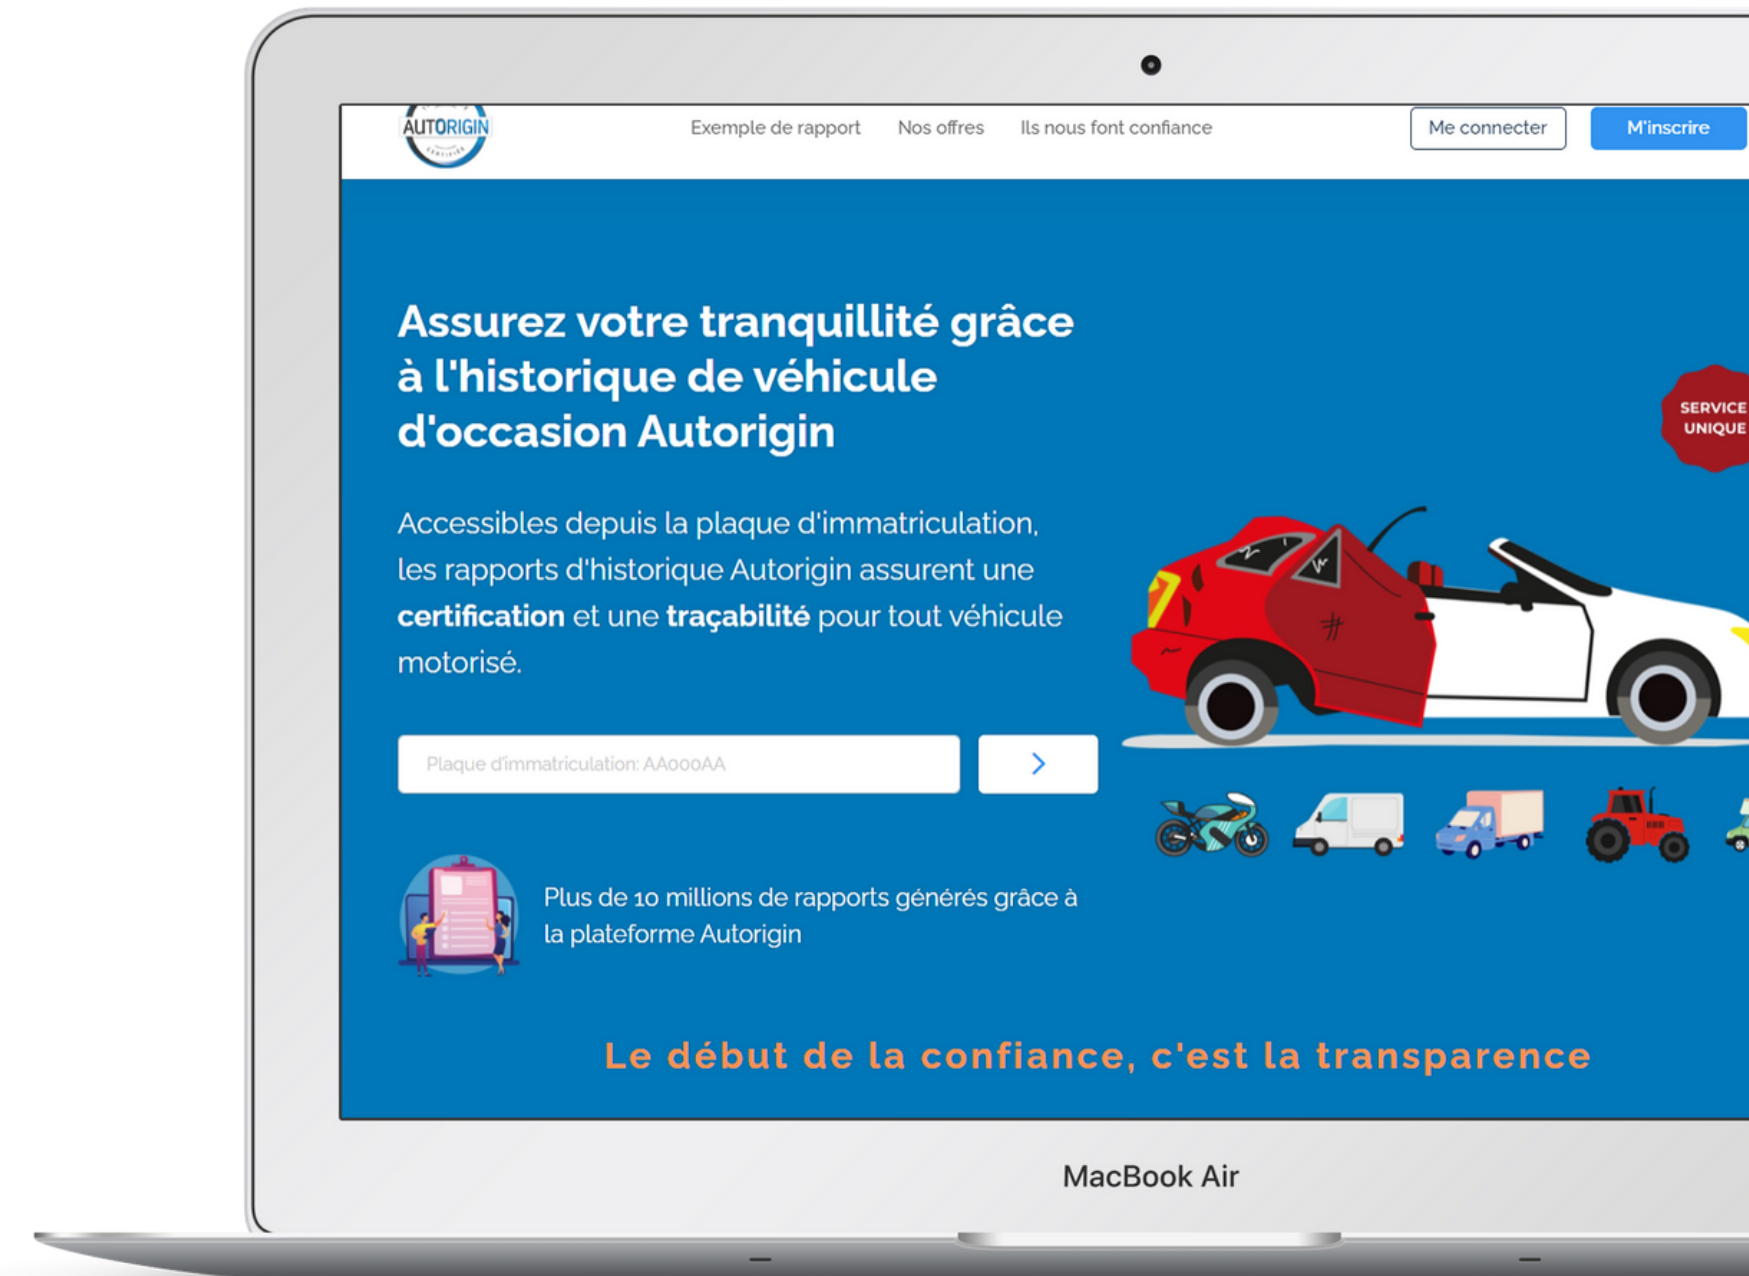 AUTORIGIN
CERTIFIÉE
Exemple de rapport
Nos offres
Ils nous font confiance
Me connecter
M'inscrire
Assurez votre tranquillité grâce
à l'historique de véhicule
d'occasion Autorigin
SERVICE
UNIQUE
Accessibles depuis la plaque d'immatriculation,
les rapports d'historique Autorigin assurent une
certification et une traçabilité pour tout véhicule
motorisé.
Plaque d'immatriculation: AA000AA
Plus de 10 millions de rapports générés grâce à
la plateforme Autorigin
Le début de la confiance, c'est la transparence
MacBook Air